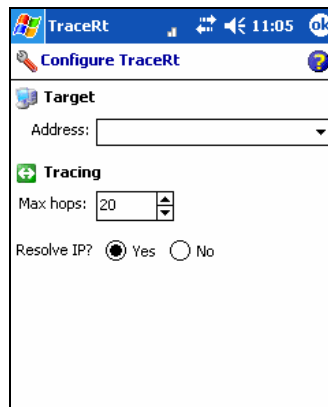 TraceRt 11:05 ok
Configure TraceRt ?
Target
Address:
Tracing
Max hops: 20
Resolve IP? Yes No